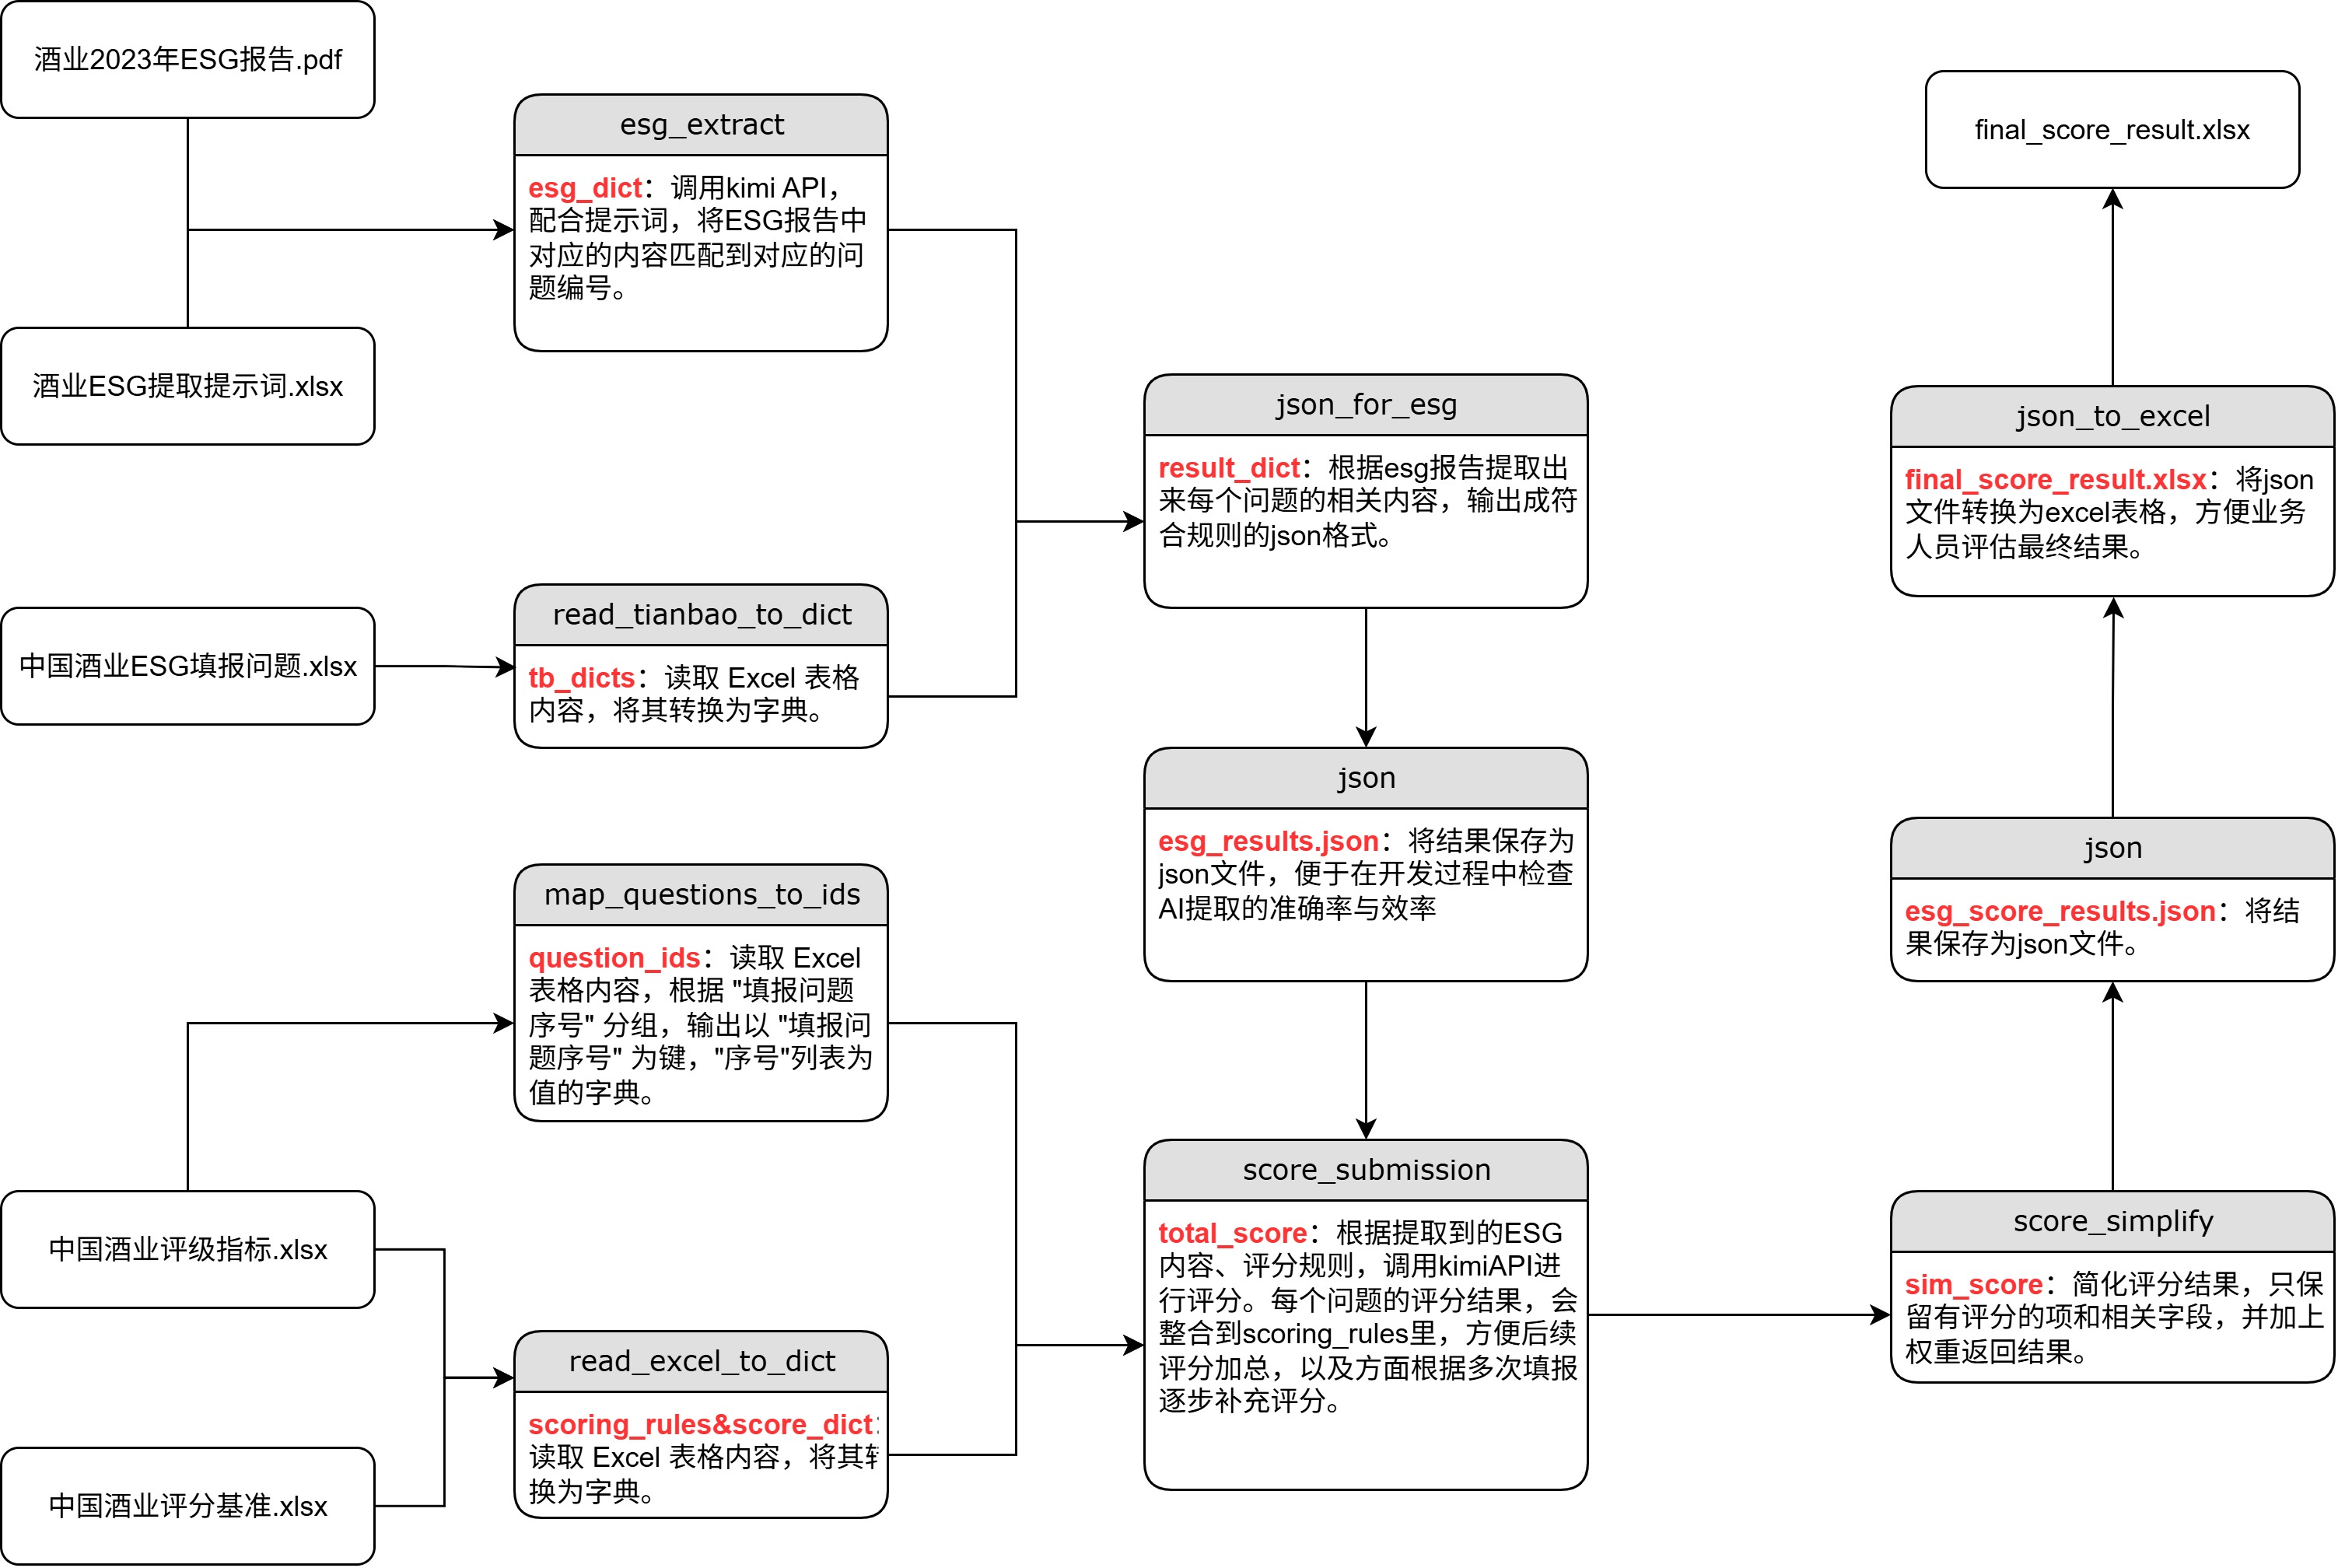 酒业2023年ESG报告.pdf
酒业ESG提取提示词.xlsx
中国酒业ESG填报问题.xlsx
中国酒业评级指标.xlsx
中国酒业评分基准.xlsx
esg_extract
esg_dict：调用kimi API，
配合提示词，将ESG报告中
对应的内容匹配到对应的问
题编号。
read_tianbao_to_dict
tb_dicts：读取 Excel 表格
内容，将其转换为字典。
map_questions_to_ids
question_ids：读取 Excel
表格内容，根据 "填报问题
序号" 分组，输出以 "填报问
题序号" 为键，"序号"列表为
值的字典。
read_excel_to_dict
scoring_rules&score_dict：
读取 Excel 表格内容，将其转
换为字典。
json_for_esg
result_dict：根据esg报告提取出
来每个问题的相关内容，输出成符
合规则的json格式。
json
esg_results.json：将结果保存为
json文件，便于在开发过程中检查
AI提取的准确率与效率
score_submission
total_score：根据提取到的ESG
内容、评分规则，调用kimiAPI进
行评分。每个问题的评分结果，会
整合到scoring_rules里，方便后续
评分加总，以及方面根据多次填报
逐步补充评分。
final_score_result.xlsx
json_to_excel
final_score_result.xlsx：将json
文件转换为excel表格，方便业务
人员评估最终结果。
json
esg_score_results.json：将结
果保存为json文件。
score_simplify
sim_score：简化评分结果，只保
留有评分的项和相关字段，并加上
权重返回结果。